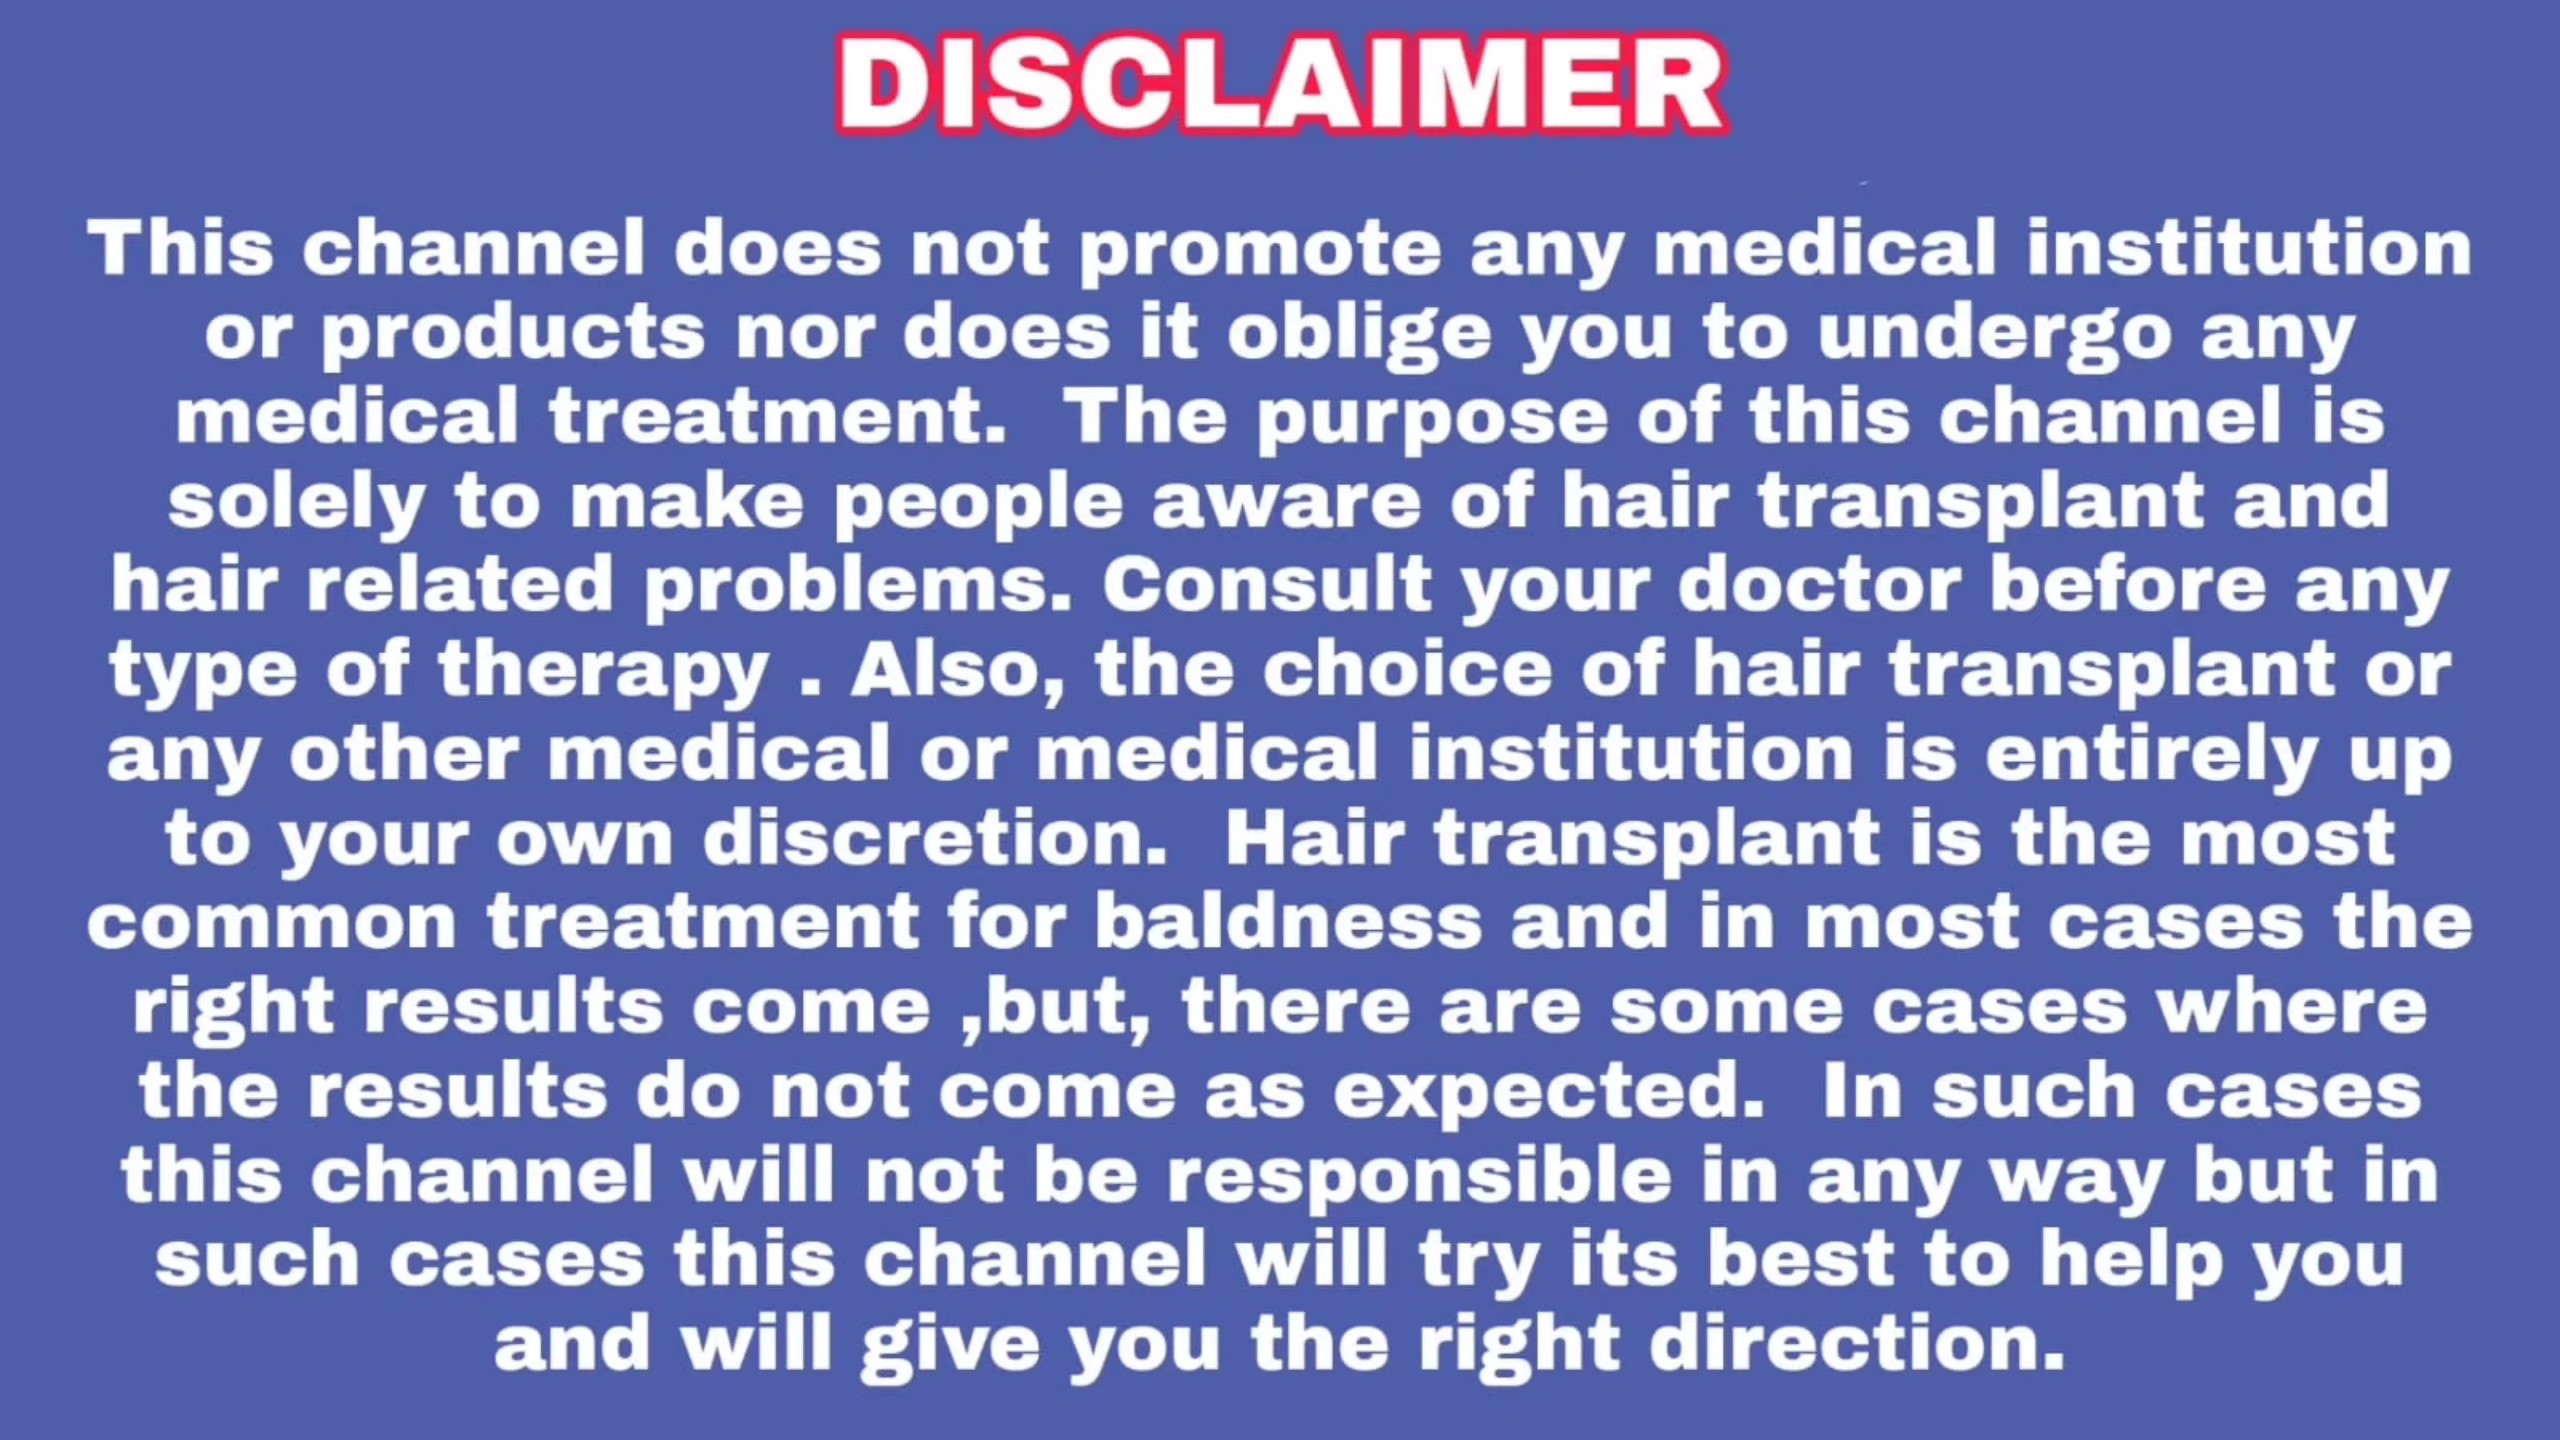 DISCLAIMER
This channel does not promote any medical institution
or products nor does it oblige you to undergo any
medical treatment.  The purpose of this channel is
solely to make people aware of hair transplant and
hair related problems. Consult your doctor before any
type of therapy . Also, the choice of hair transplant or
any other medical or medical institution is entirely up
to your own discretion.  Hair transplant is the most
common treatment for baldness and in most cases the
right results come ,but, there are some cases where
the results do not come as expected.  In such cases
this channel will not be responsible in any way but in
such cases this channel will try its best to help you
and will give you the right direction.